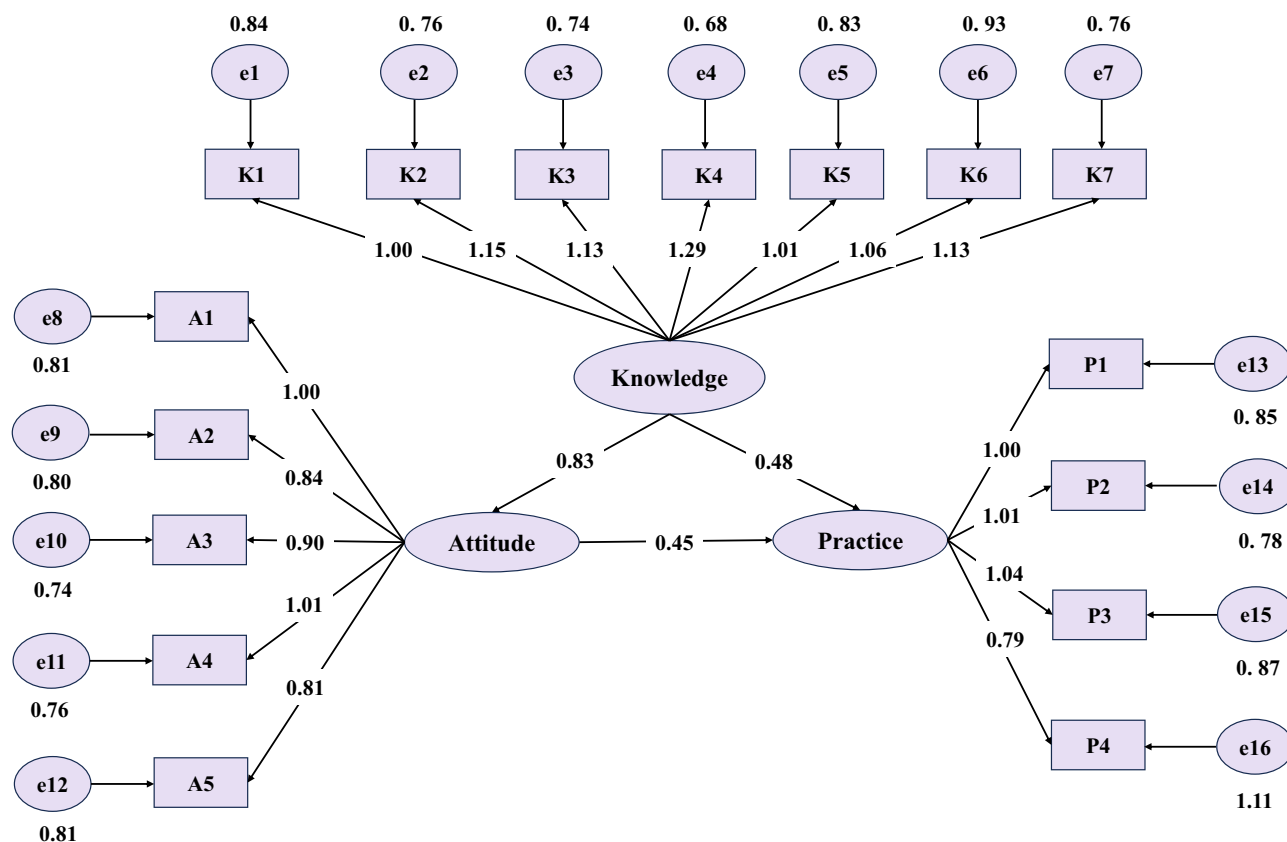 0.84 0. 76 0. 74 0. 68 0. 83 0. 93 0. 76
e1 e2 e3 e4 e5 e6 e7
K1 K2 K3 K4 K5 K6 K7
1.00 1.15 1.13 1.29 1.01 1.06 1.13
e8 A1
0.81
1.00
Knowledge
P1 e13
0. 85
e9 A2
0.80
0.84
0.83 0.48
1.00
P2 e14
0. 78
1.01
e10 A3 0.90
0.74
Attitude 0.45 Practice
1.04
e11 A4 1.01
0.76
P3 e15
0. 87
0.79
0.81
e12 A5
0.81
P4 e16
1.11